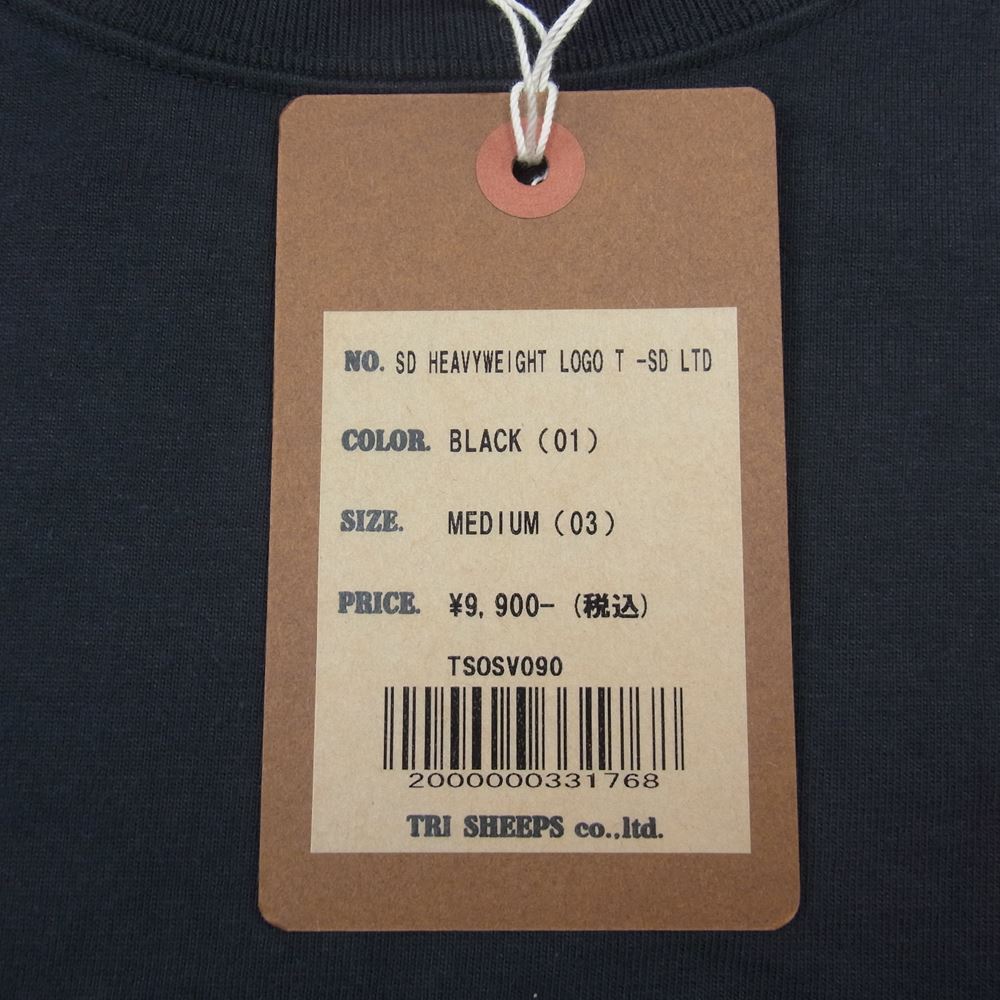 NO. SD HEAVYWEIGHT LOGO T -SD LTD
COLOR. BLACK (01)
SIZE. MEDIUM (03)
PRICE. ¥9,900- (税込)
TSOSV090
2000000331768
TRI SHEEPS co.,ltd.